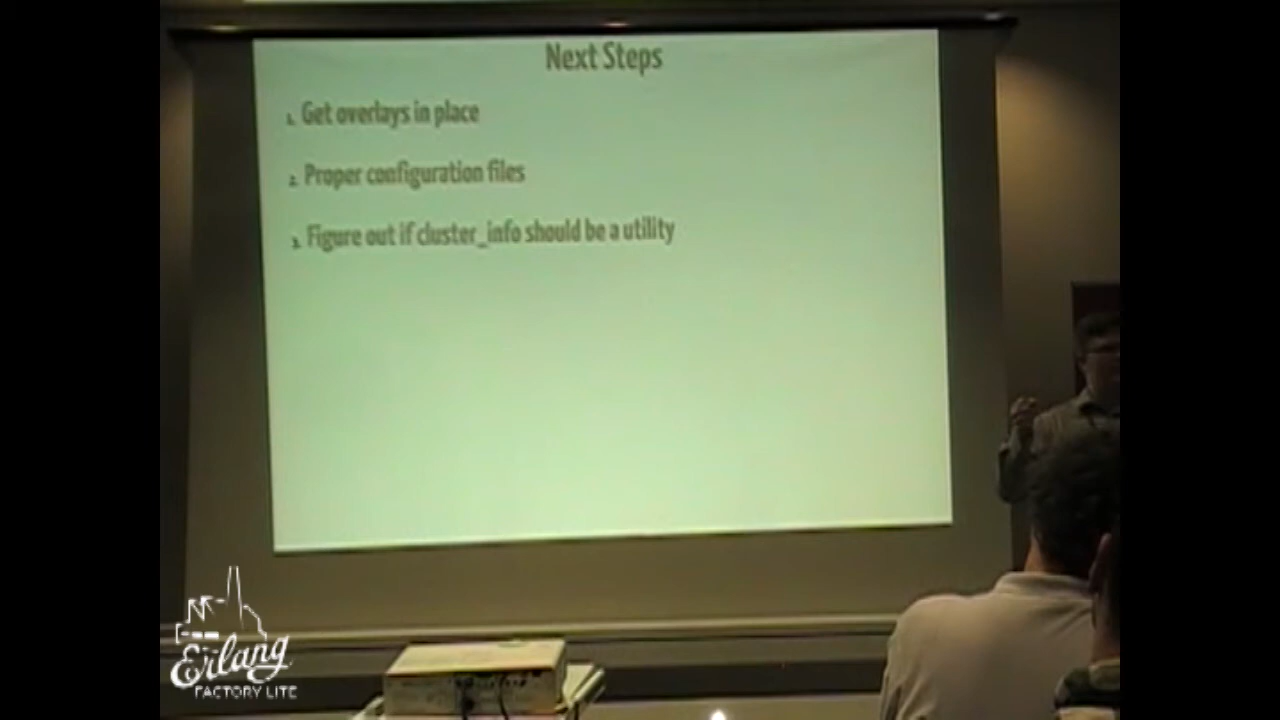 Next Steps
1. Get overlays in place
2. Proper configuration files
3. Figure out if cluster_info should be a utility
Erlang
FACTORY LITE